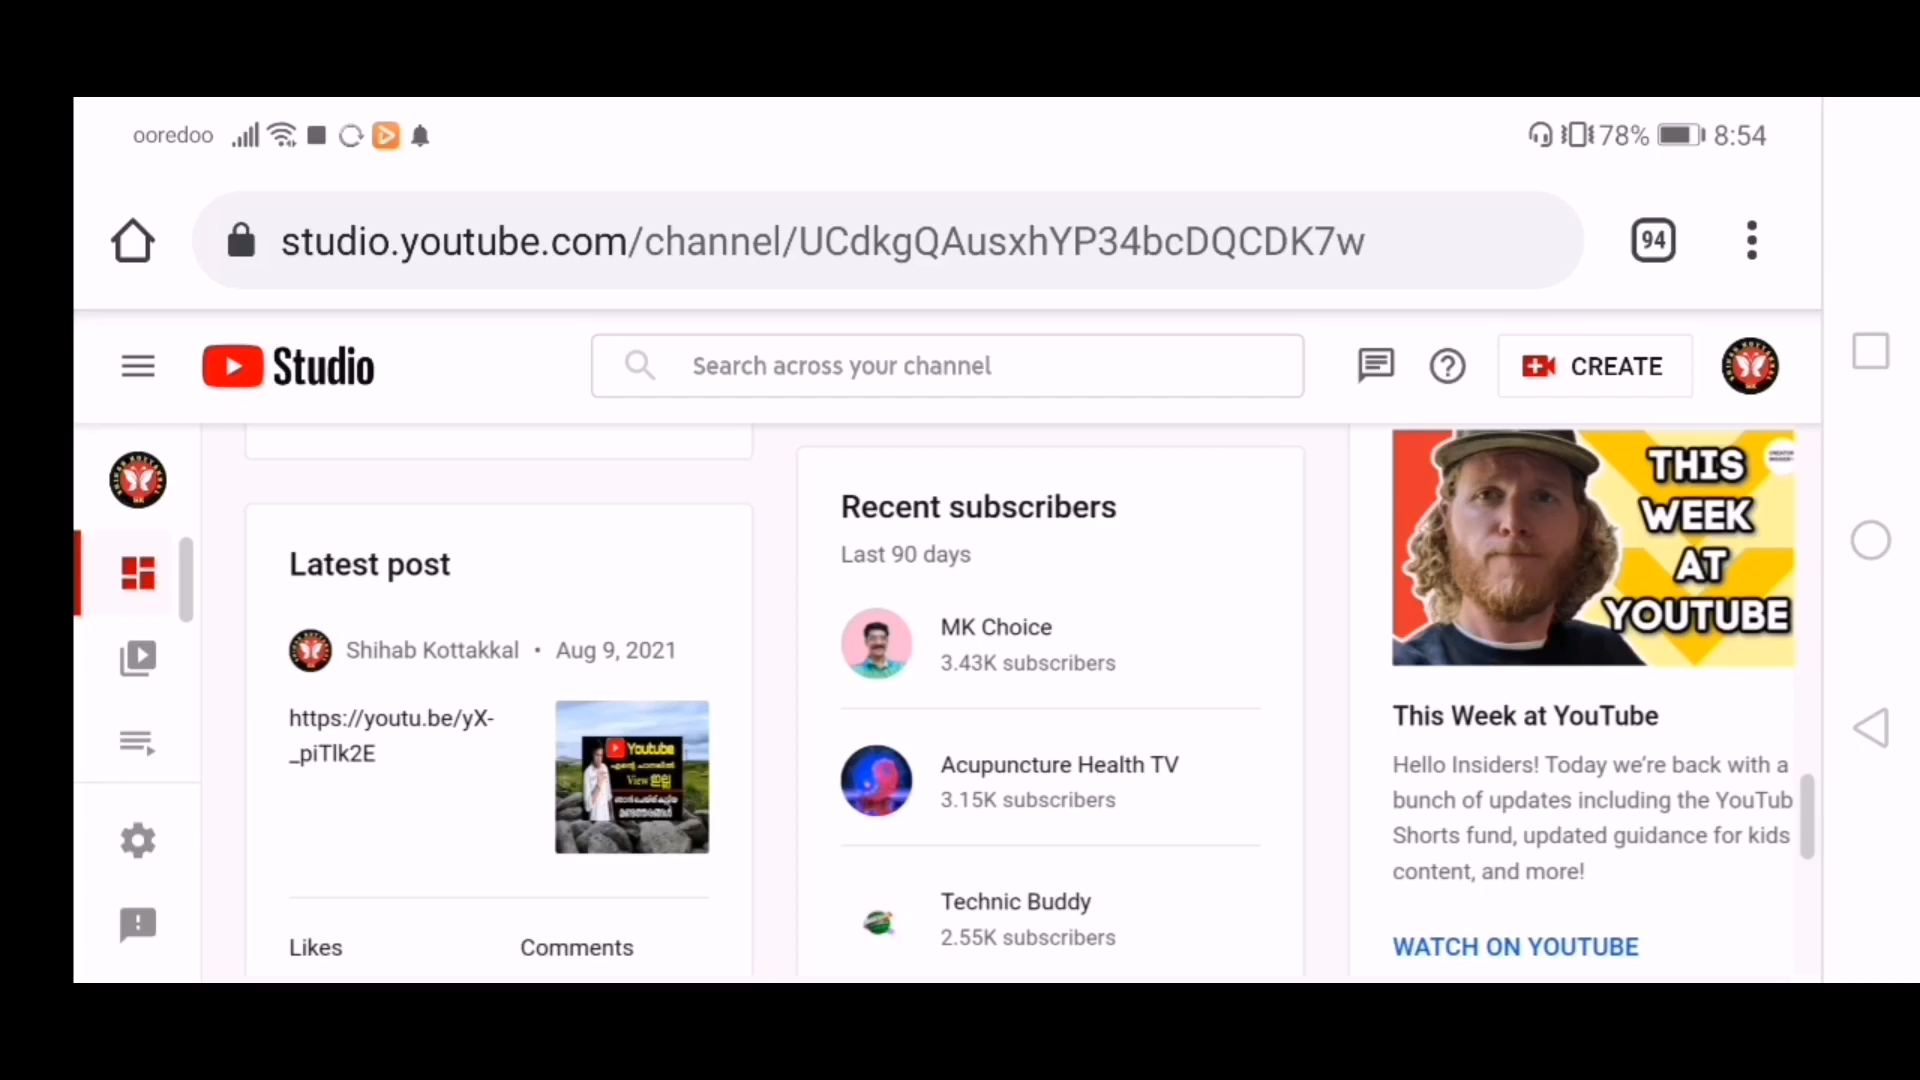 ooredoo
78%
8:54
studio.youtube.com/channel/UCdkgQAusxhYP34bcDQCDK7w
94
Studio
Search across your channel
CREATE
Latest post
Shihab Kottakkal • Aug 9, 2021
https://youtu.be/yX-
_piTlk2E
Youtube
എന്റെ ചാനലിൽ
View ഇല്ല
Likes
Comments
Recent subscribers
Last 90 days
MK Choice
3.43K subscribers
Acupuncture Health TV
3.15K subscribers
Technic Buddy
2.55K subscribers
THIS
WEEK
AT
YOUTUBE
This Week at YouTube
Hello Insiders! Today we're back with a
bunch of updates including the YouTub
Shorts fund, updated guidance for kids
content, and more!
WATCH ON YOUTUBE